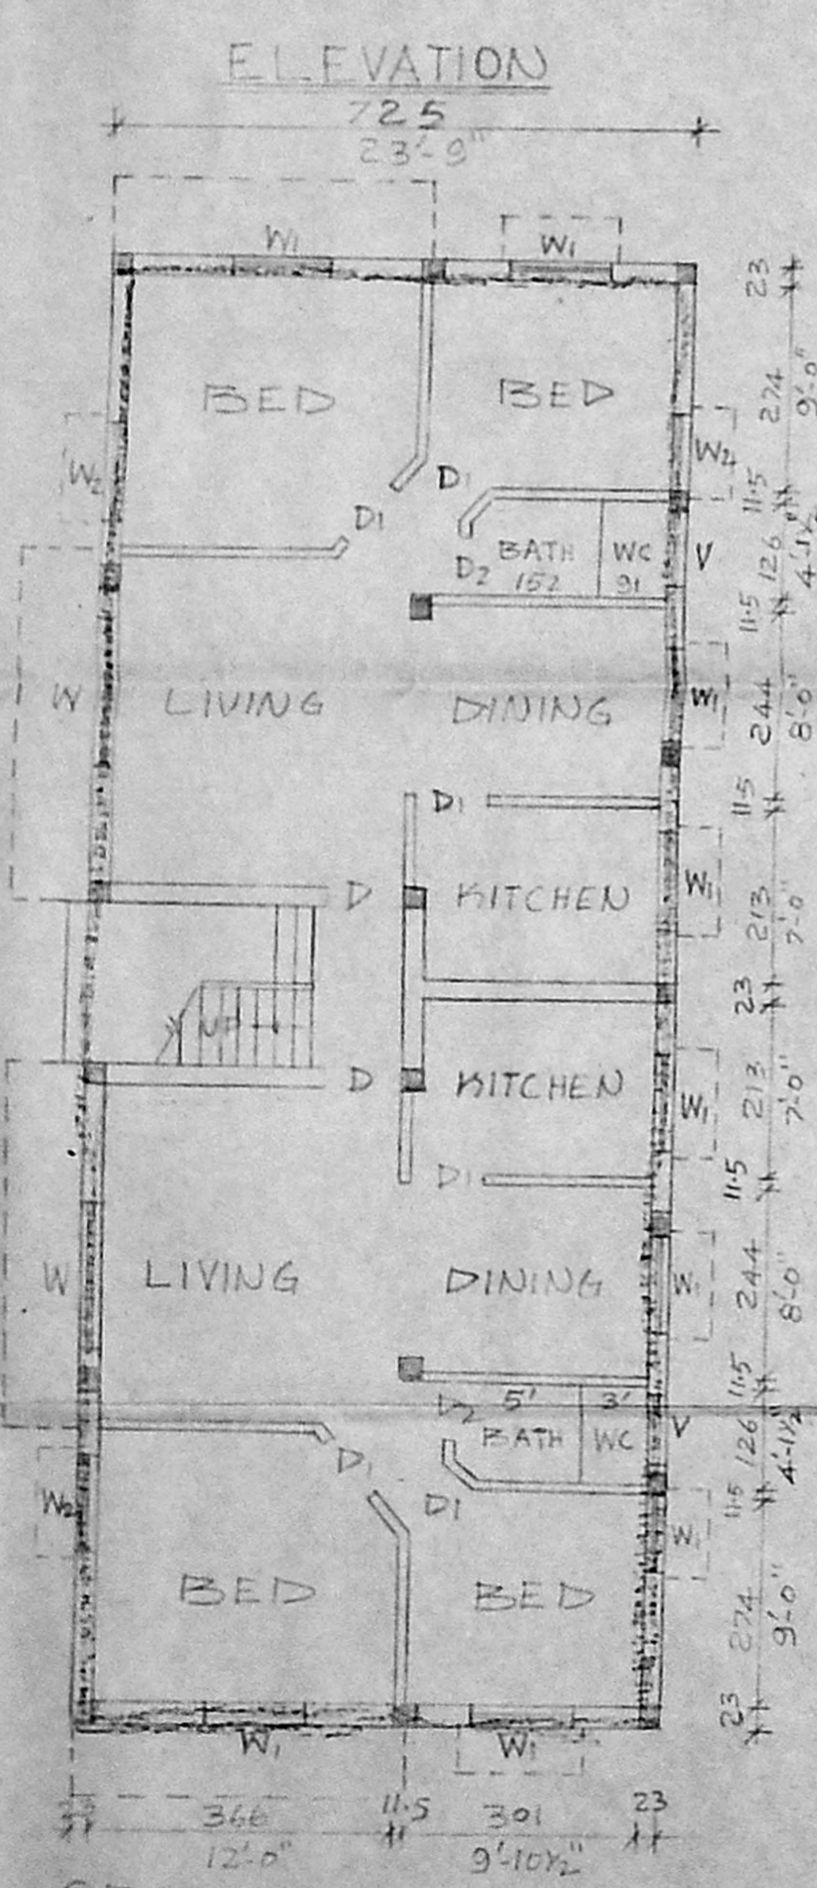 ELEVATION
725
23'-9"
W1 W1
23
BED BED
274
9'-0"
W2 W2
D1
11.5
D1
BATH WC V
D2 152 91
126
4'-1½"
11.5
W LIVING DINING W1
244
8'-0"
D1
11.5
D KITCHEN W1
213
7'-0"
23
UP
D KITCHEN W1
213
7'-0"
D1
11.5
W LIVING DINING W1
244
8'-0"
11.5
D2 5' 3'
BATH WC V
126
4'-1½"
D1
W2 D1 W1
11.5
BED BED
274
9'-0"
23
W1 W1
366 11.5 301 23
12'-0" 9'-10½"